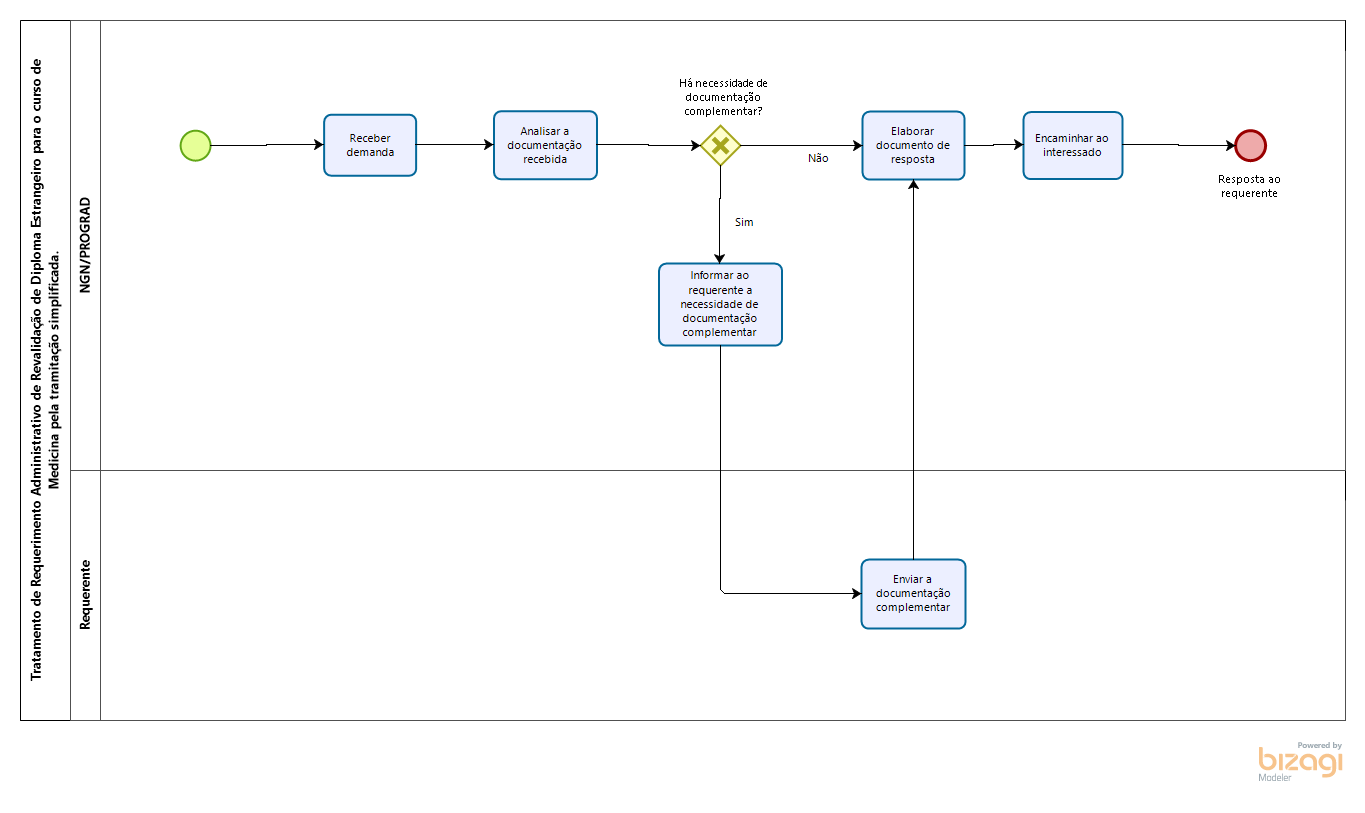 Tratamento de Requerimento Administrativo de Revalidação de Diploma Estrangeiro para o curso de
Medicina pela tramitação simplificada.
NGN/PROGRAD
Receber
demanda
Analisar a
documentação
recebida
Há necessidade de
documentação
complementar?
Não
Sim
Elaborar
documento de
resposta
Encaminhar ao
interessado
Resposta ao
requerente
Informar ao
requerente a
necessidade de
documentação
complementar
Requerente
Enviar a
documentação
complementar
Powered by
bizagi
Modeler